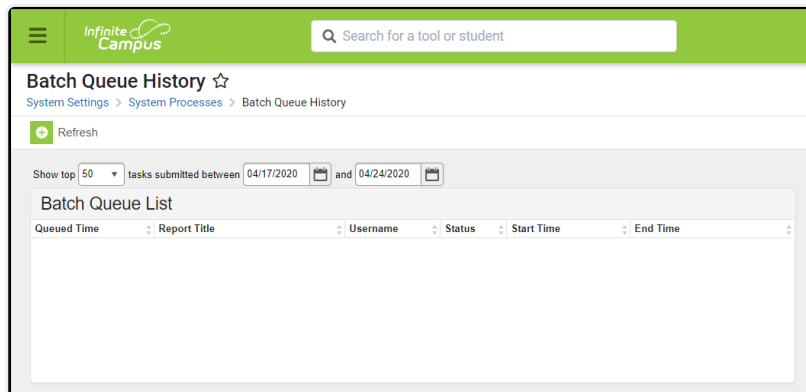 Infinite Campus
Search for a tool or student
Batch Queue History
System Settings > System Processes > Batch Queue History
Refresh
Show top 50 tasks submitted between 04/17/2020 and 04/24/2020
Batch Queue List
Queued Time Report Title Username Status Start Time End Time